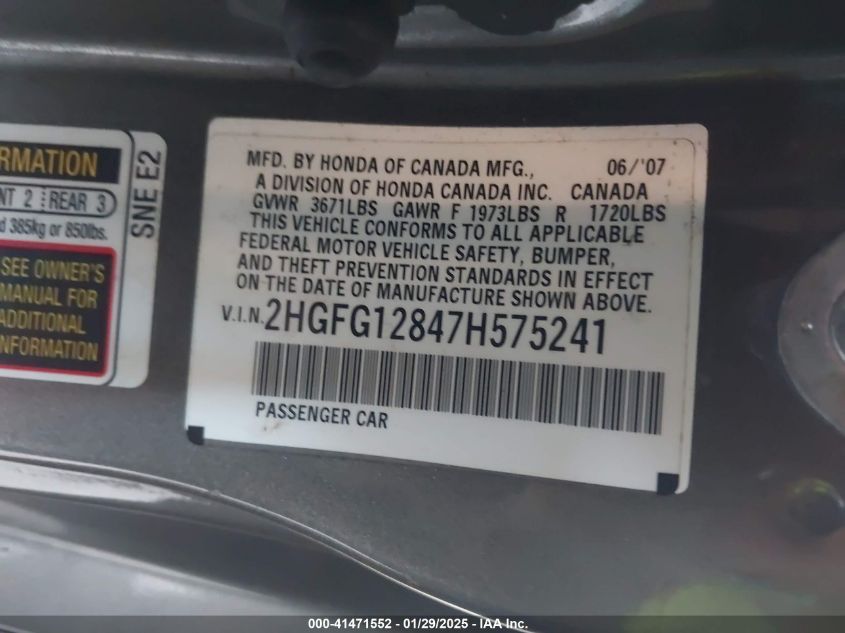 RMATION
NT 2 REAR 3
d 385kg or 850lbs.
SEE OWNER'S
MANUAL FOR
ADDITIONAL
INFORMATION
SNE E2
MFD. BY HONDA OF CANADA MFG., 06/'07
A DIVISION OF HONDA CANADA INC. CANADA
GVWR 3671LBS GAWR F 1973LBS R 1720LBS
THIS VEHICLE CONFORMS TO ALL APPLICABLE
FEDERAL MOTOR VEHICLE SAFETY, BUMPER,
AND THEFT PREVENTION STANDARDS IN EFFECT
ON THE DATE OF MANUFACTURE SHOWN ABOVE.
V.I.N. 2HGFG12847H575241
PASSENGER CAR
000-41471552 | 01/29/2025 - IAA Inc.